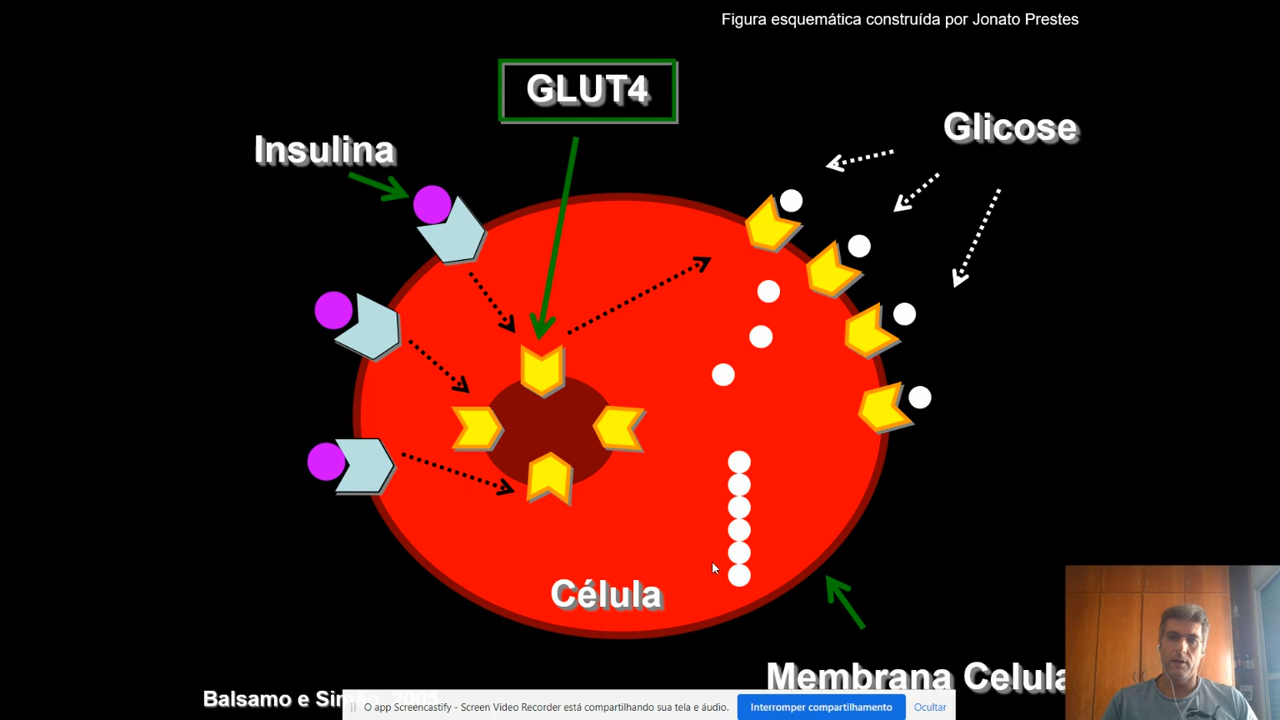 Figura esquemática construída por Jonato Prestes
GLUT4
Glicose
Insulina
Célula
Membrana Celula
Balsamo e
O app Screencastify - Screen Video Recorder está compartilhando sua tela e áudio.
Interromper compartilhamento
Ocultar